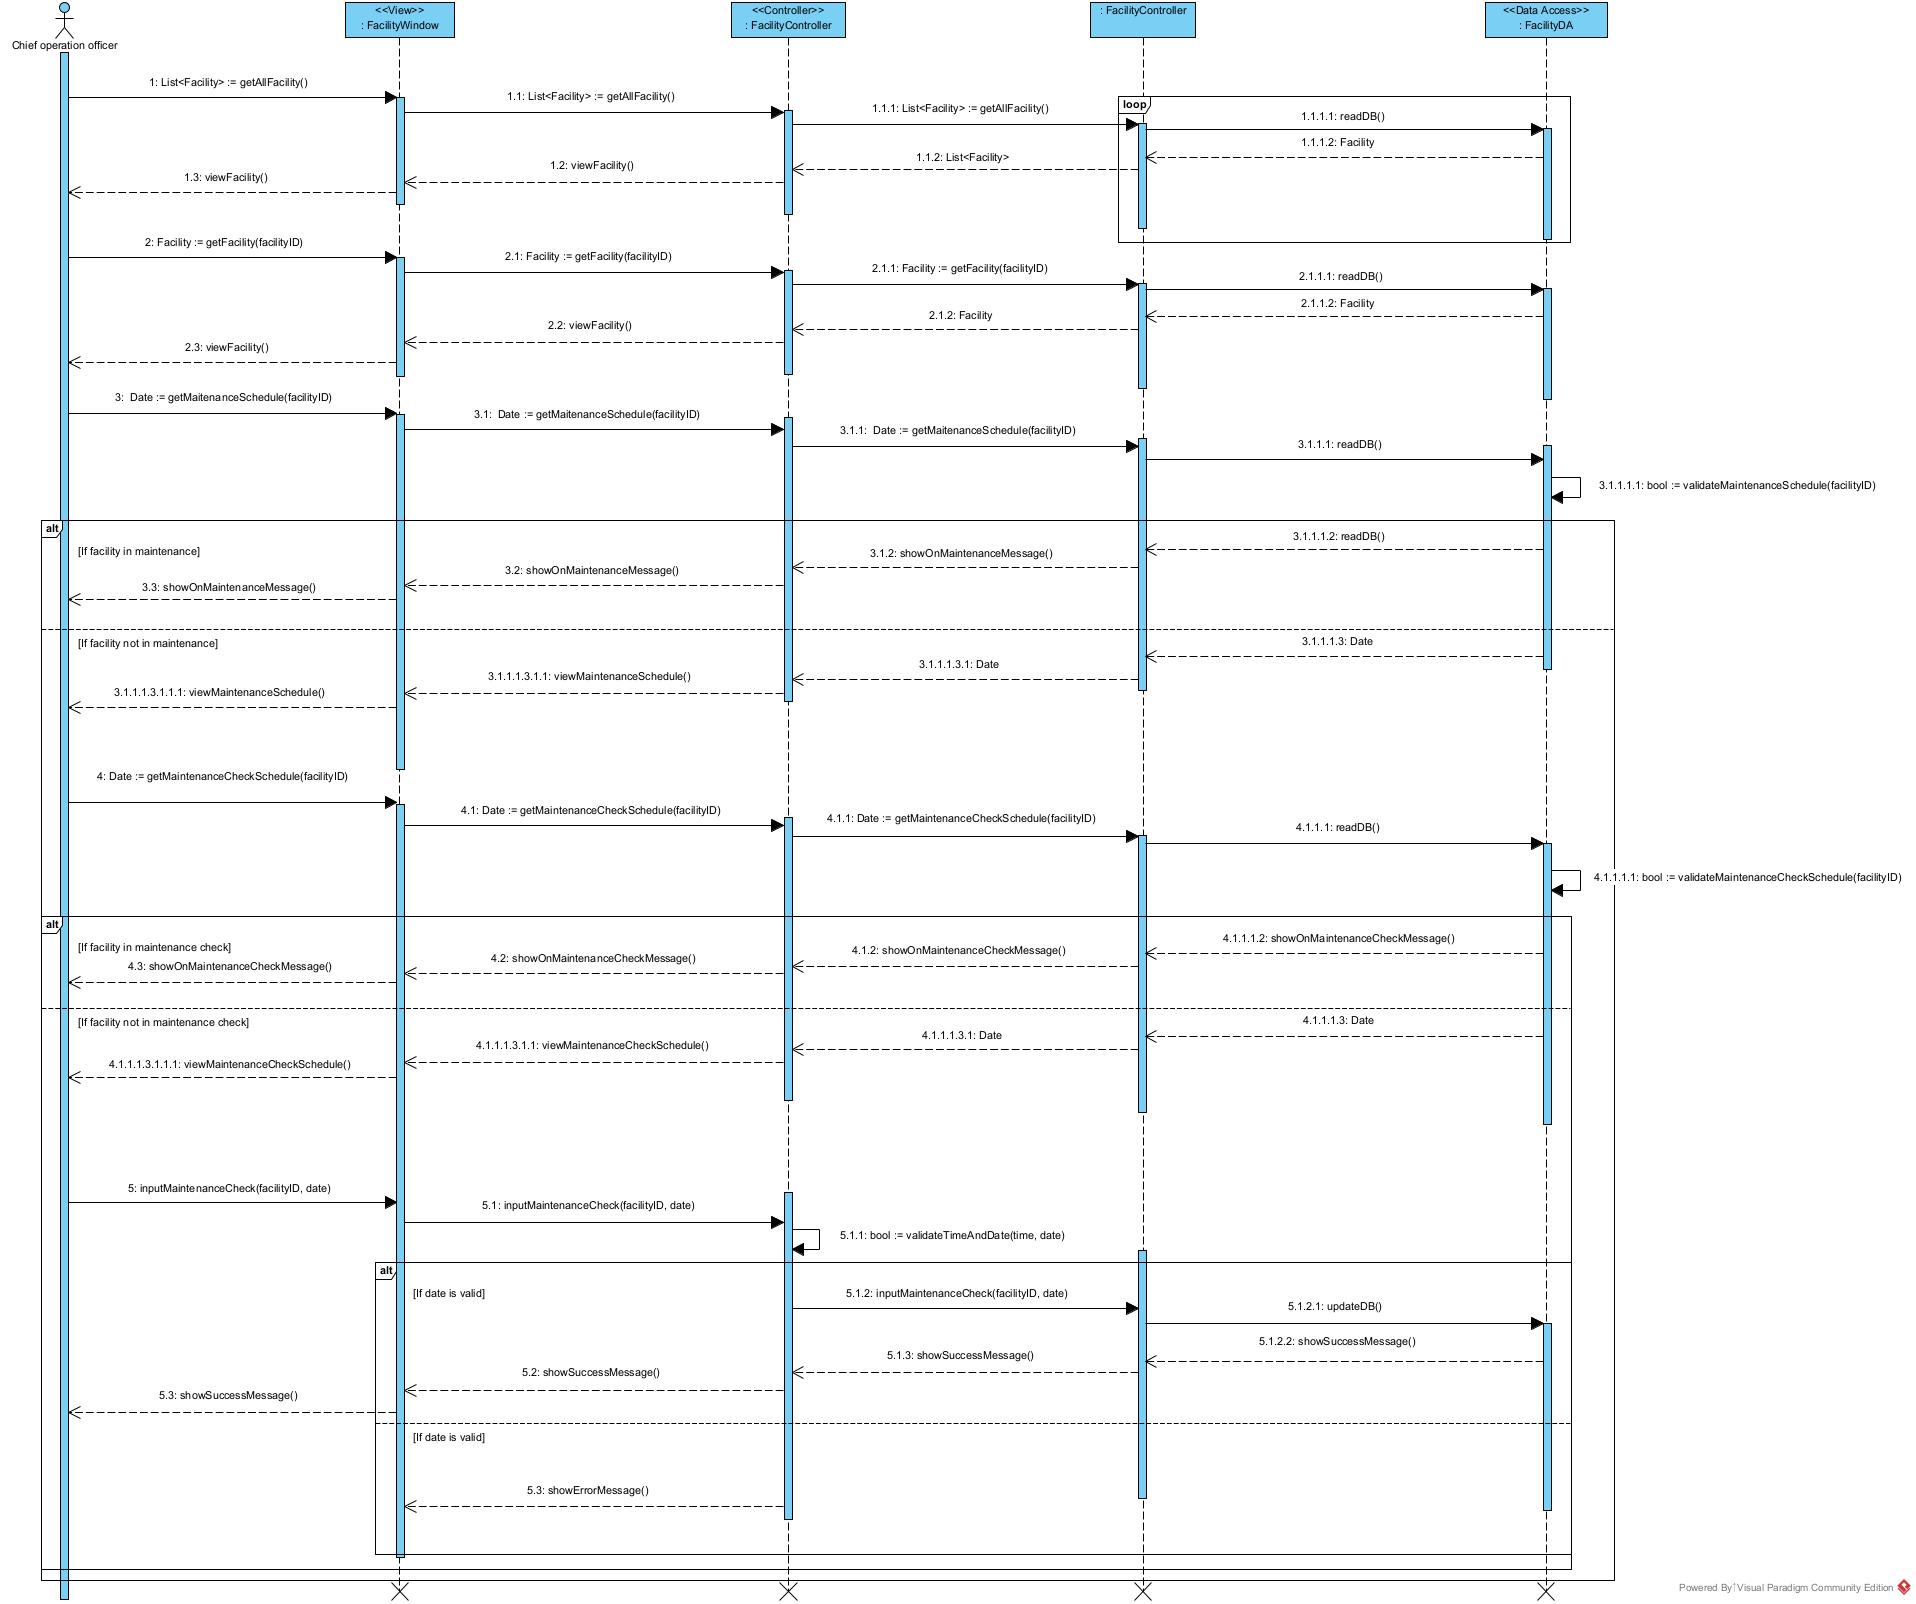 <<View>>
: FacilityWindow
<<Controller>>
: FacilityController
: FacilityController
<<Data Access>>
: FacilityDA
Chief operation officer
1: List<Facility> := getAllFacility()
1.1: List<Facility> := getAllFacility()
1.1.1: List<Facility> := getAllFacility()
loop
1.1.1.1: readDB()
1.1.1.2: Facility
1.1.2: List<Facility>
1.2: viewFacility()
1.3: viewFacility()
2: Facility := getFacility(facilityID)
2.1: Facility := getFacility(facilityID)
2.1.1: Facility := getFacility(facilityID)
2.1.1.1: readDB()
2.1.1.2: Facility
2.1.2: Facility
2.2: viewFacility()
2.3: viewFacility()
3:  Date := getMaitenanceSchedule(facilityID)
3.1:  Date := getMaitenanceSchedule(facilityID)
3.1.1:  Date := getMaitenanceSchedule(facilityID)
3.1.1.1: readDB()
3.1.1.1.1: bool := validateMaintenanceSchedule(facilityID)
alt
[If facility in maintenance]
3.1.1.1.2: readDB()
3.1.2: showOnMaintenanceMessage()
3.2: showOnMaintenanceMessage()
3.3: showOnMaintenanceMessage()
[If facility not in maintenance]
3.1.1.1.3: Date
3.1.1.1.3.1: Date
3.1.1.1.3.1.1: viewMaintenanceSchedule()
3.1.1.1.3.1.1.1: viewMaintenanceSchedule()
4: Date := getMaintenanceCheckSchedule(facilityID)
4.1: Date := getMaintenanceCheckSchedule(facilityID)
4.1.1: Date := getMaintenanceCheckSchedule(facilityID)
4.1.1.1: readDB()
4.1.1.1.1: bool := validateMaintenanceCheckSchedule(facilityID)
alt
[If facility in maintenance check]
4.1.1.1.2: showOnMaintenanceCheckMessage()
4.1.2: showOnMaintenanceCheckMessage()
4.2: showOnMaintenanceCheckMessage()
4.3: showOnMaintenanceCheckMessage()
[If facility not in maintenance check]
4.1.1.1.3: Date
4.1.1.1.3.1: Date
4.1.1.1.3.1.1: viewMaintenanceCheckSchedule()
4.1.1.1.3.1.1.1: viewMaintenanceCheckSchedule()
5: inputMaintenanceCheck(facilityID, date)
5.1: inputMaintenanceCheck(facilityID, date)
5.1.1: bool := validateTimeAndDate(time, date)
alt
[If date is valid]
5.1.2: inputMaintenanceCheck(facilityID, date)
5.1.2.1: updateDB()
5.1.2.2: showSuccessMessage()
5.1.3: showSuccessMessage()
5.2: showSuccessMessage()
5.3: showSuccessMessage()
[If date is valid]
5.3: showErrorMessage()
Powered By Visual Paradigm Community Edition